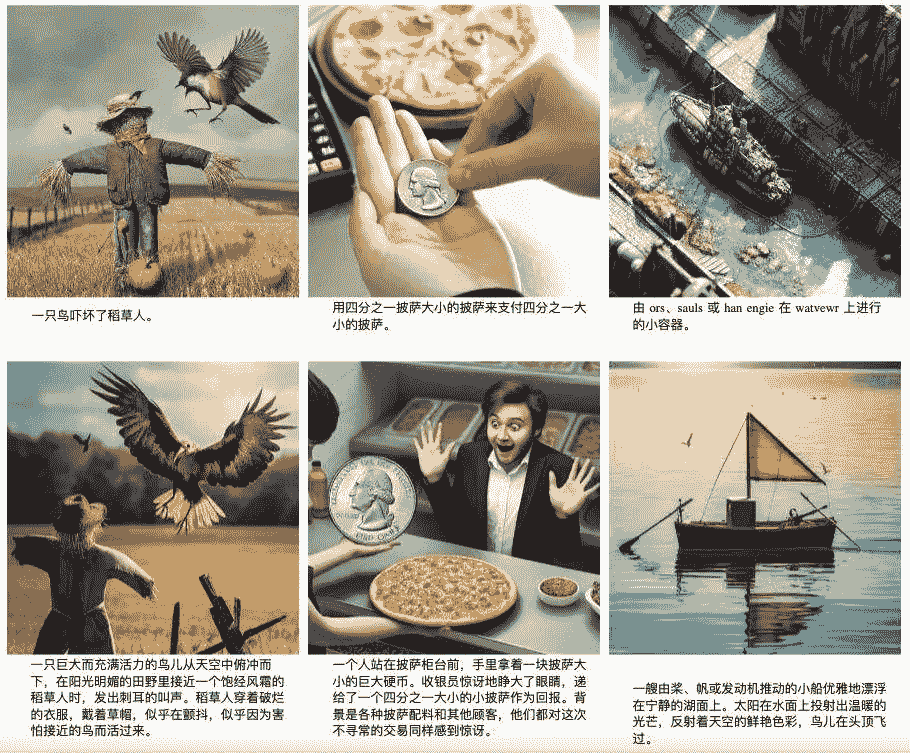 一只鸟吓坏了稻草人。
用四分之一披萨大小的披萨来支付四分之一大
小的披萨。
由 ors、sauls 或 han engie 在 watvewr 上进行
的小容器。
一只巨大而充满活力的鸟儿从天空中俯冲而
下，在阳光明媚的田野里接近一个饱经风霜的
稻草人时，发出刺耳的叫声。稻草人穿着破烂
的衣服，戴着草帽，似乎在颤抖，似乎因为害
怕接近的鸟而活过来。
一个人站在披萨柜台前，手里拿着一块披萨大
小的巨大硬币。收银员惊讶地睁大了眼睛，递
给了一个四分之一大小的小披萨作为回报。背
景是各种披萨配料和其他顾客，他们都对这次
不寻常的交易同样感到惊讶。
一艘由桨、帆或发动机推动的小船优雅地漂浮
在宁静的湖面上。太阳在水面上投射出温暖的
光芒，反射着天空的鲜艳色彩，鸟儿在头顶飞
过。